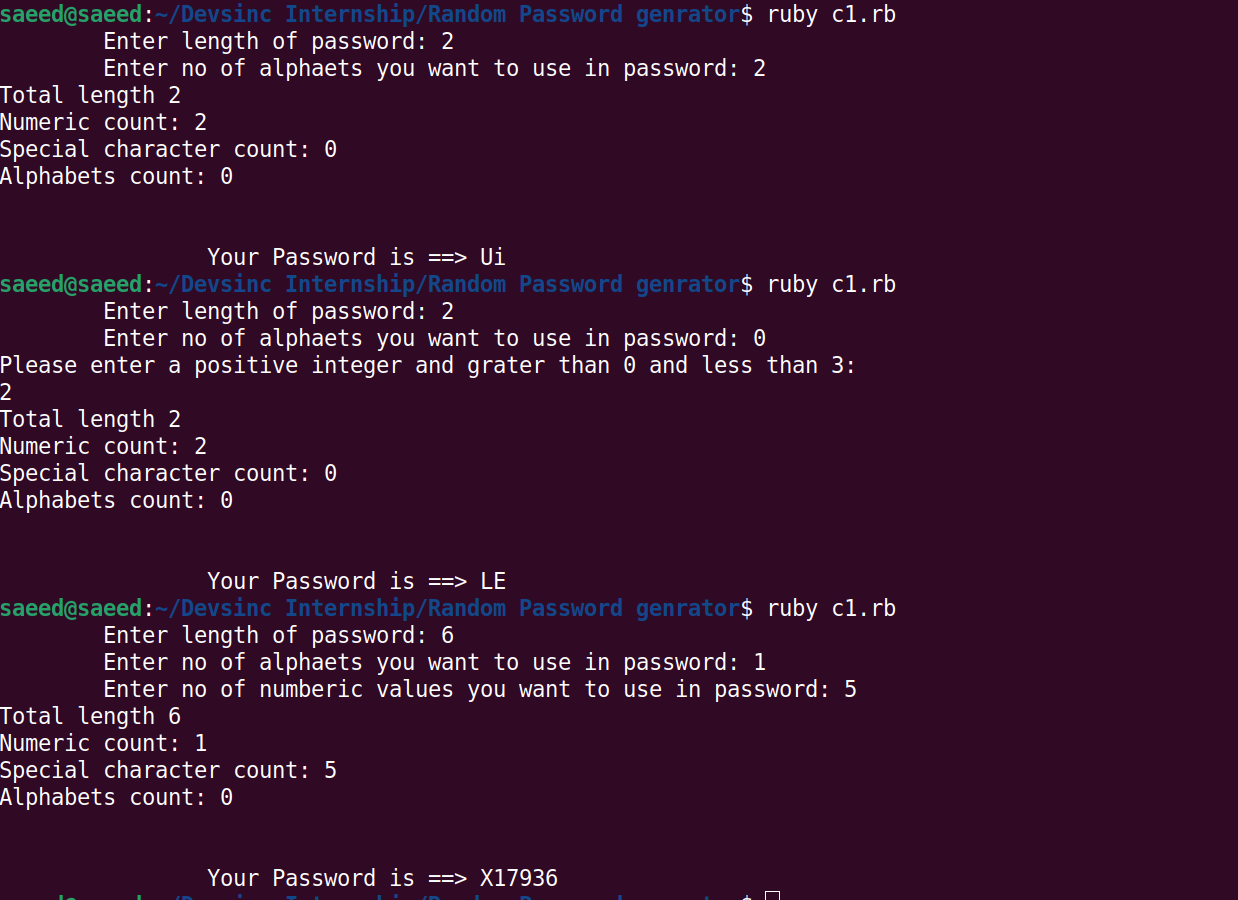 saeed@saeed:~/Devsinc Internship/Random Password genrator$ ruby c1.rb
Enter length of password: 2
Enter no of alphaets you want to use in password: 2
Total length 2
Numeric count: 2
Special character count: 0
Alphabets count: 0
Your Password is ==> Ui
saeed@saeed:~/Devsinc Internship/Random Password genrator$ ruby c1.rb
Enter length of password: 2
Enter no of alphaets you want to use in password: 0
Please enter a positive integer and grater than 0 and less than 3:
2
Total length 2
Numeric count: 2
Special character count: 0
Alphabets count: 0
Your Password is ==> LE
saeed@saeed:~/Devsinc Internship/Random Password genrator$ ruby c1.rb
Enter length of password: 6
Enter no of alphaets you want to use in password: 1
Enter no of numberic values you want to use in password: 5
Total length 6
Numeric count: 1
Special character count: 5
Alphabets count: 0
Your Password is ==> X17936
saeed@saeed:~/Devsinc Internship/Random Password genrator$